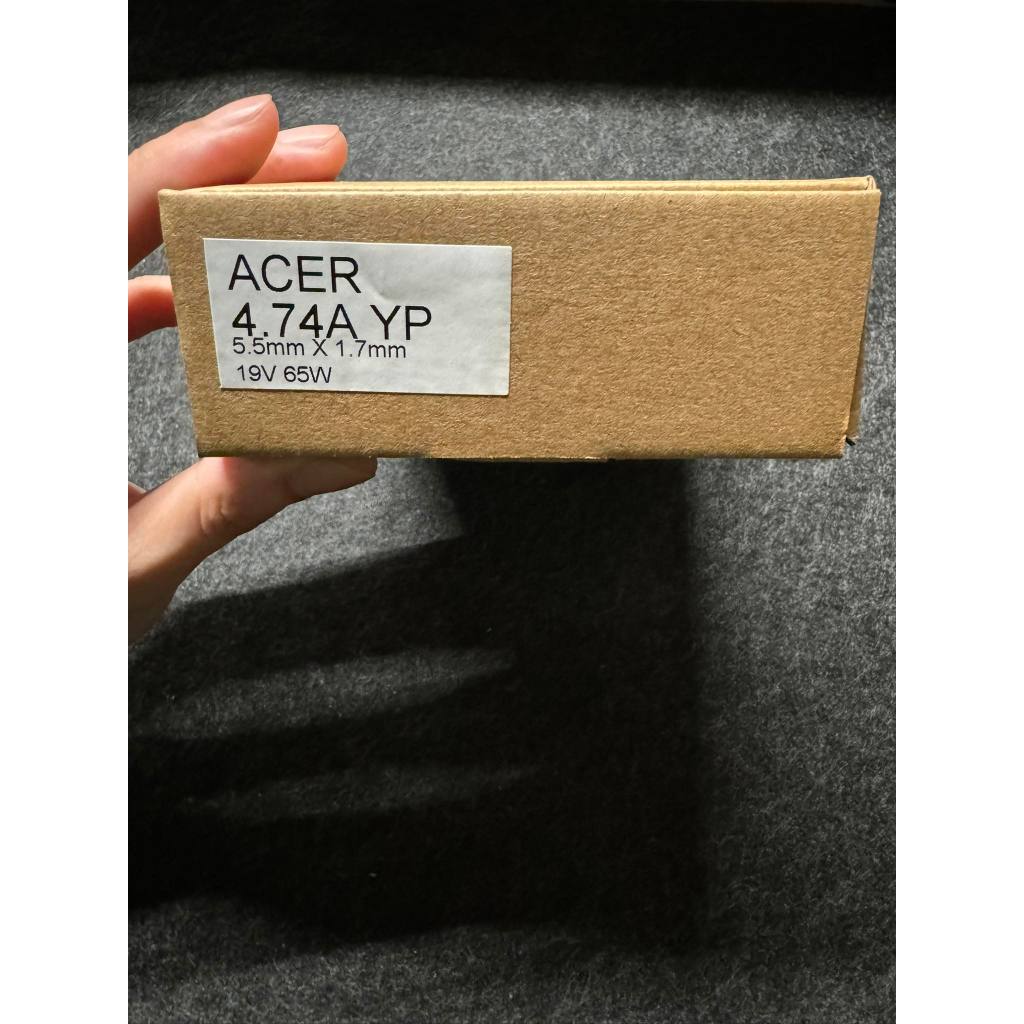 ACER
4.74A YP
5.5mm X 1.7mm
19V 65W